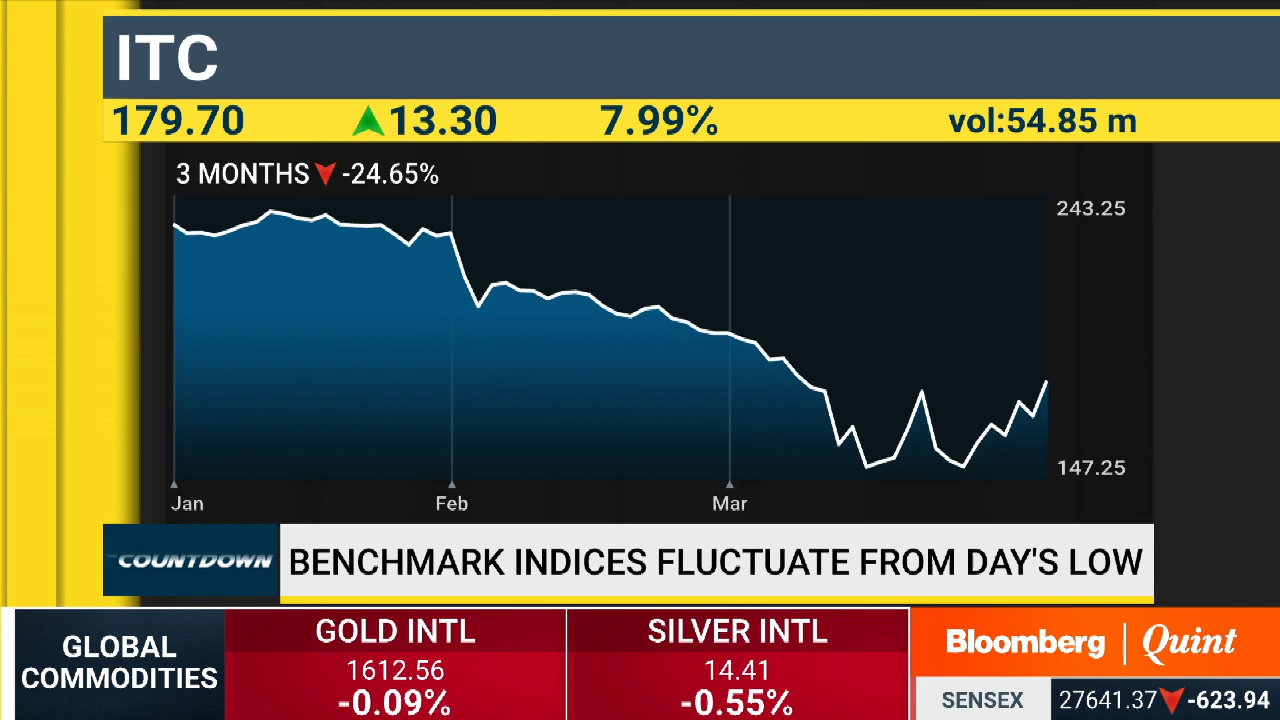 ITC
179.70 13.30 7.99% vol:54.85 m
3 MONTHS -24.65%
243.25
147.25
Jan Feb Mar
COUNTDOWN
BENCHMARK INDICES FLUCTUATE FROM DAY'S LOW
GLOBAL
COMMODITIES
GOLD INTL
1612.56
-0.09%
SILVER INTL
14.41
-0.55%
Bloomberg | Quint
SENSEX 27641.37 -623.94